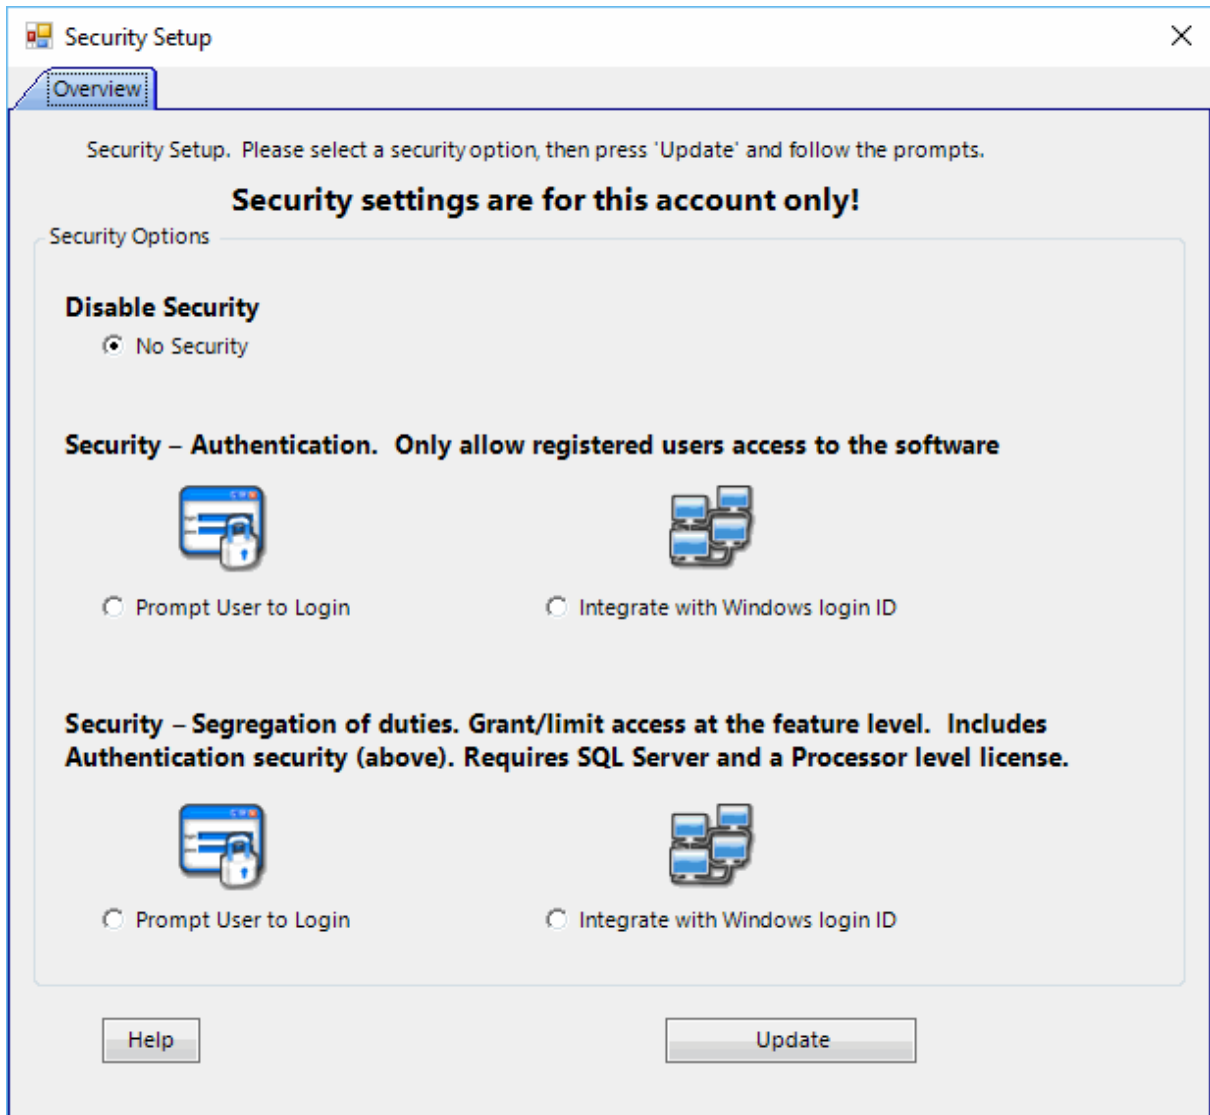 Security Setup
Overview
Security Setup.  Please select a security option, then press 'Update' and follow the prompts.
Security settings are for this account only!
Security Options
Disable Security
No Security
Security – Authentication.  Only allow registered users access to the software
Prompt User to Login
Integrate with Windows login ID
Security – Segregation of duties. Grant/limit access at the feature level.  Includes
Authentication security (above). Requires SQL Server and a Processor level license.
Prompt User to Login
Integrate with Windows login ID
Help
Update